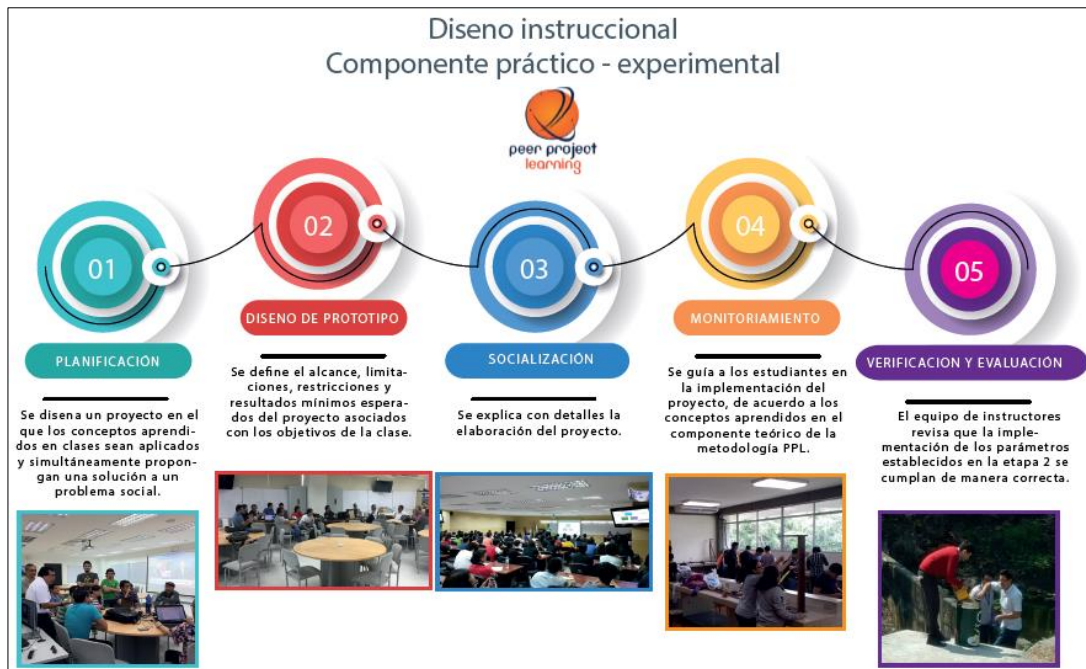 Diseno instruccional
Componente práctico - experimental
peer project
learning
01
02
03
04
05
PLANIFICACIÓN
Se disena un proyecto en el
que los conceptos aprendi-
dos en clases sean aplicados
y simultáneamente propon-
gan una solución a un
problema social.
DISENO DE PROTOTIPO
Se define el alcance, limita-
ciones, restricciones y
resultados mínimos espera-
dos del proyecto asociados
con los objetivos de la clase.
SOCIALIZACIÓN
Se explica con detalles la
elaboración del proyecto.
MONITORIAMIENTO
Se guía a los estudiantes en
la implementación del
proyecto, de acuerdo a los
conceptos aprendidos en el
componente teórico de la
metodología PPL.
VERIFICACION Y EVALUACIÓN
El equipo de instructores
revisa que la imple-
mentación de los parámetros
establecidos en la etapa 2 se
cumplan de manera correcta.